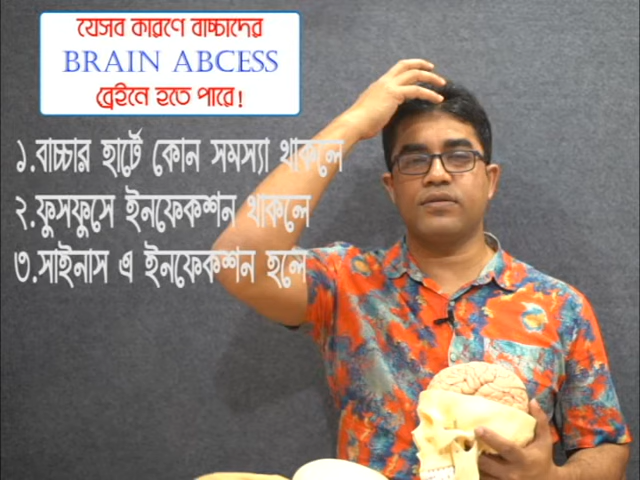 যেসব কারণে বাচ্চাদের
BRAIN ABCESS
ব্রেইনে হতে পারে!
১.বাচ্চার হার্টে কোন সমস্যা থাকলে
২.ফুসফুসে ইনফেকশন থাকলে
৩.সাইনাস এ ইনফেকশন হলে